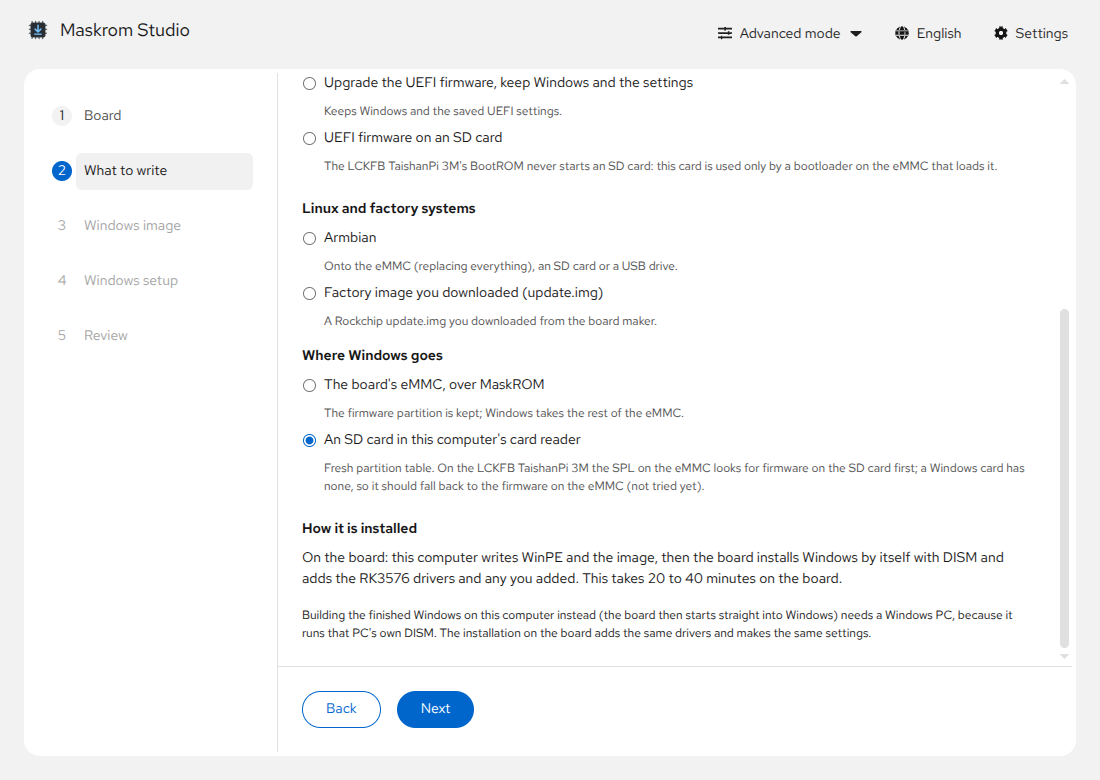 Maskrom Studio
Advanced mode
English
Settings
1 Board
2 What to write
3 Windows image
4 Windows setup
5 Review
Upgrade the UEFI firmware, keep Windows and the settings
Keeps Windows and the saved UEFI settings.
UEFI firmware on an SD card
The LCKFB TaishanPi 3M's BootROM never starts an SD card: this card is used only by a bootloader on the eMMC that loads it.
Linux and factory systems
Armbian
Onto the eMMC (replacing everything), an SD card or a USB drive.
Factory image you downloaded (update.img)
A Rockchip update.img you downloaded from the board maker.
Where Windows goes
The board's eMMC, over MaskROM
The firmware partition is kept; Windows takes the rest of the eMMC.
An SD card in this computer's card reader
Fresh partition table. On the LCKFB TaishanPi 3M the SPL on the eMMC looks for firmware on the SD card first; a Windows card has
none, so it should fall back to the firmware on the eMMC (not tried yet).
How it is installed
On the board: this computer writes WinPE and the image, then the board installs Windows by itself with DISM and
adds the RK3576 drivers and any you added. This takes 20 to 40 minutes on the board.
Building the finished Windows on this computer instead (the board then starts straight into Windows) needs a Windows PC, because it
runs that PC's own DISM. The installation on the board adds the same drivers and makes the same settings.
Back
Next